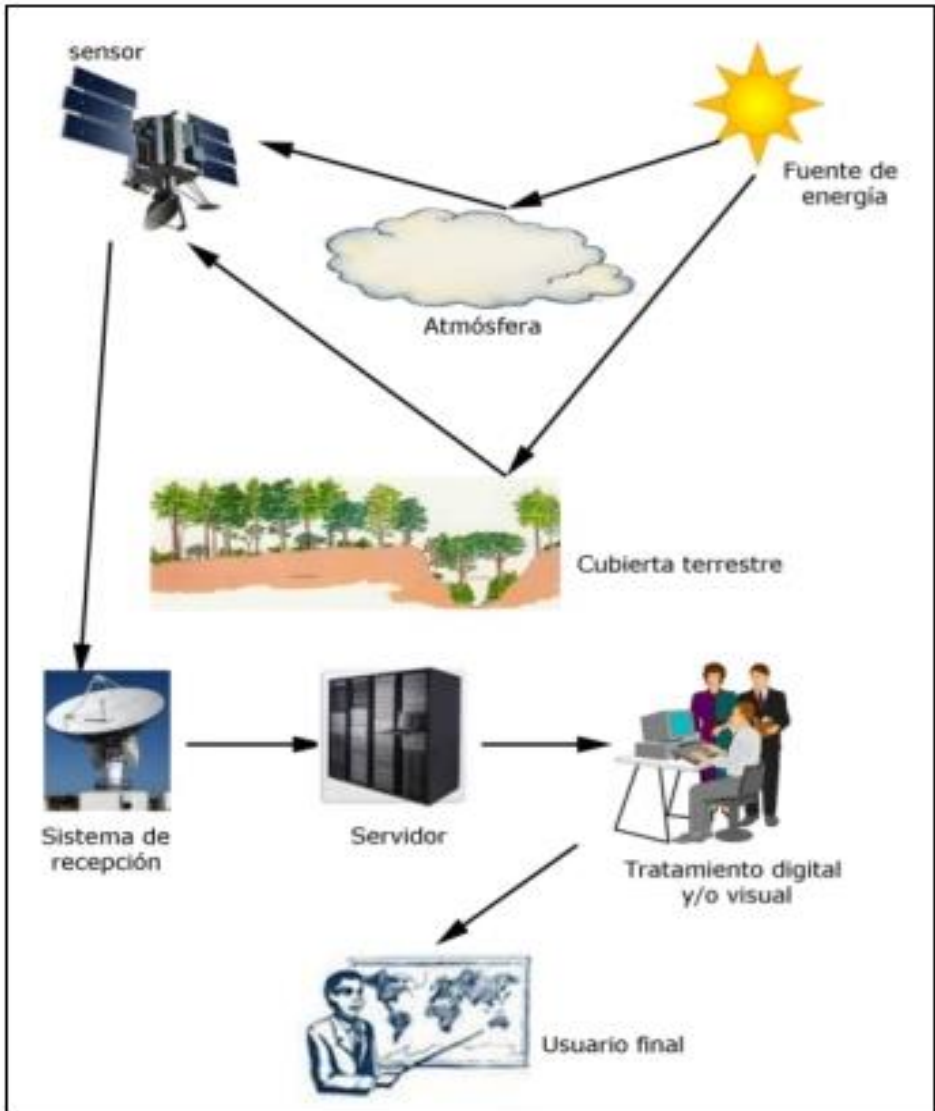 sensor
Fuente de
energía
Atmósfera
Cubierta terrestre
Sistema de
recepción
Servidor
Tratamiento digital
y/o visual
Usuario final